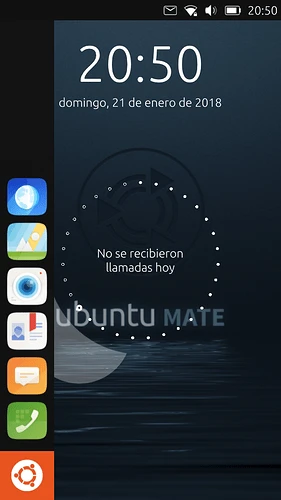 20:50
20:50
domingo, 21 de enero de 2018
No se recibieron
llamadas hoy
ubuntu MATE